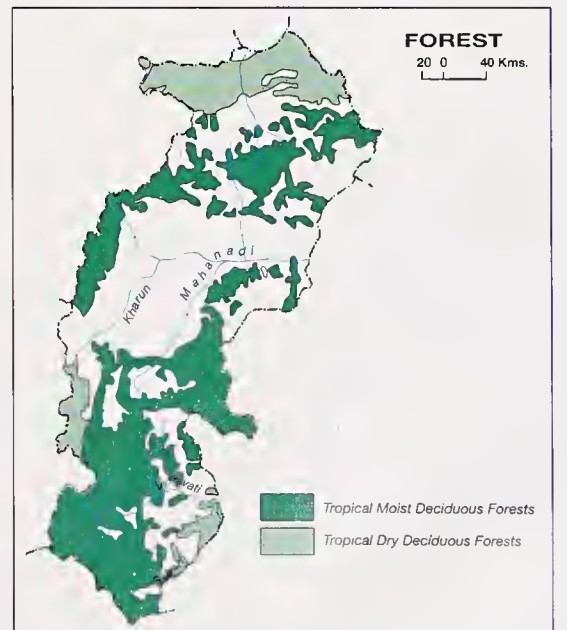 FOREST
20 0 40 Kms.
Mahanadi
Kharun
Tropical Moist Deciduous Forests
Tropical Dry Deciduous Forests